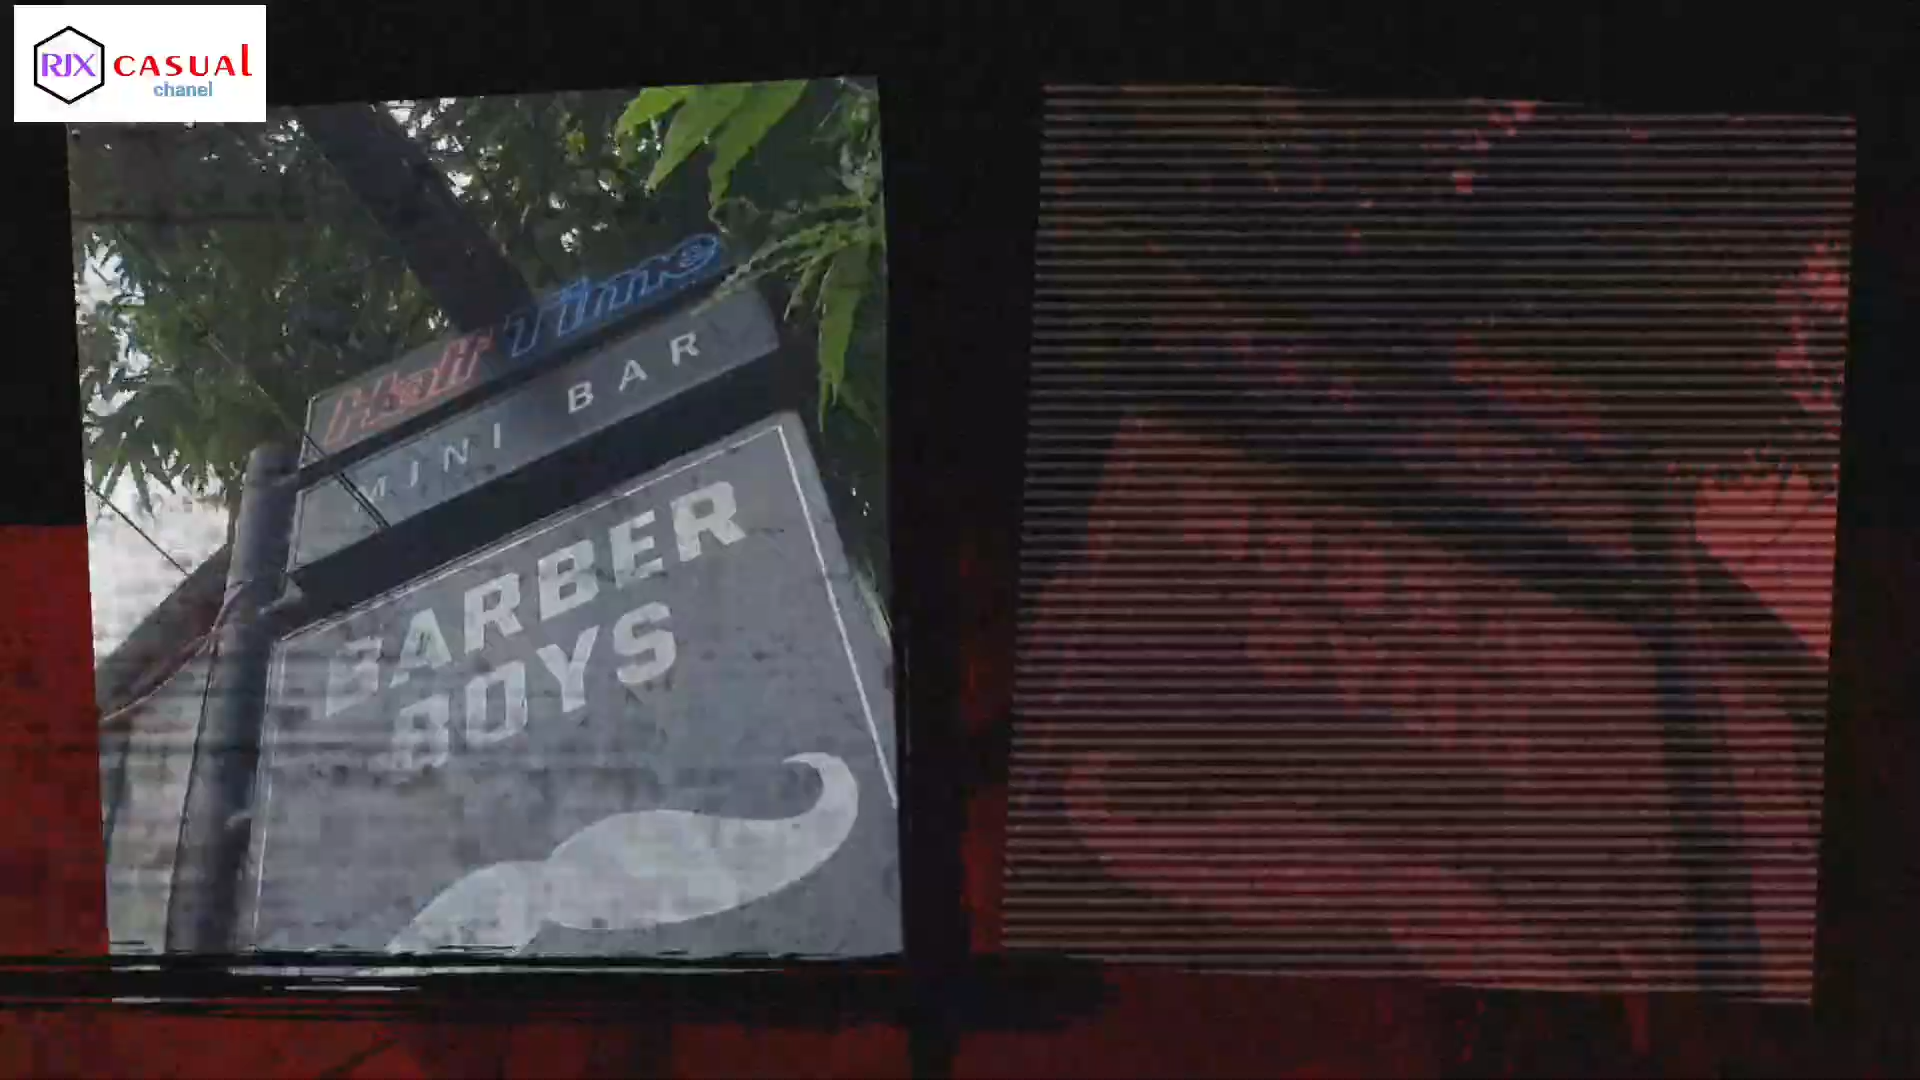 RJX CASUAL
chanel
Time
MINI BAR
BARBER
BOYS